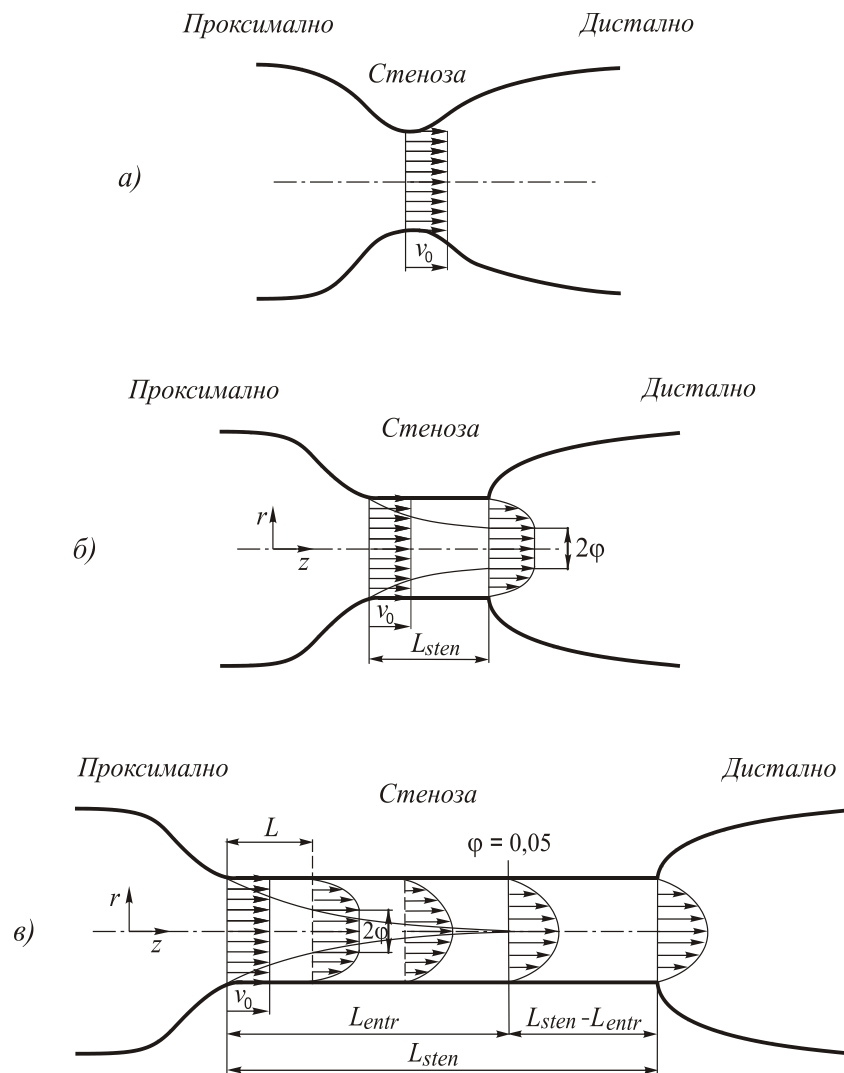 Проксимално Дистално
Стеноза
а)
v0
Проксимално Дистално
Стеноза
r
z
б)
2φ
v0
Lsten
Проксимално Дистално
Стеноза
L
φ = 0,05
r
z
в)
2φ
v0
Lentr Lsten - Lentr
Lsten